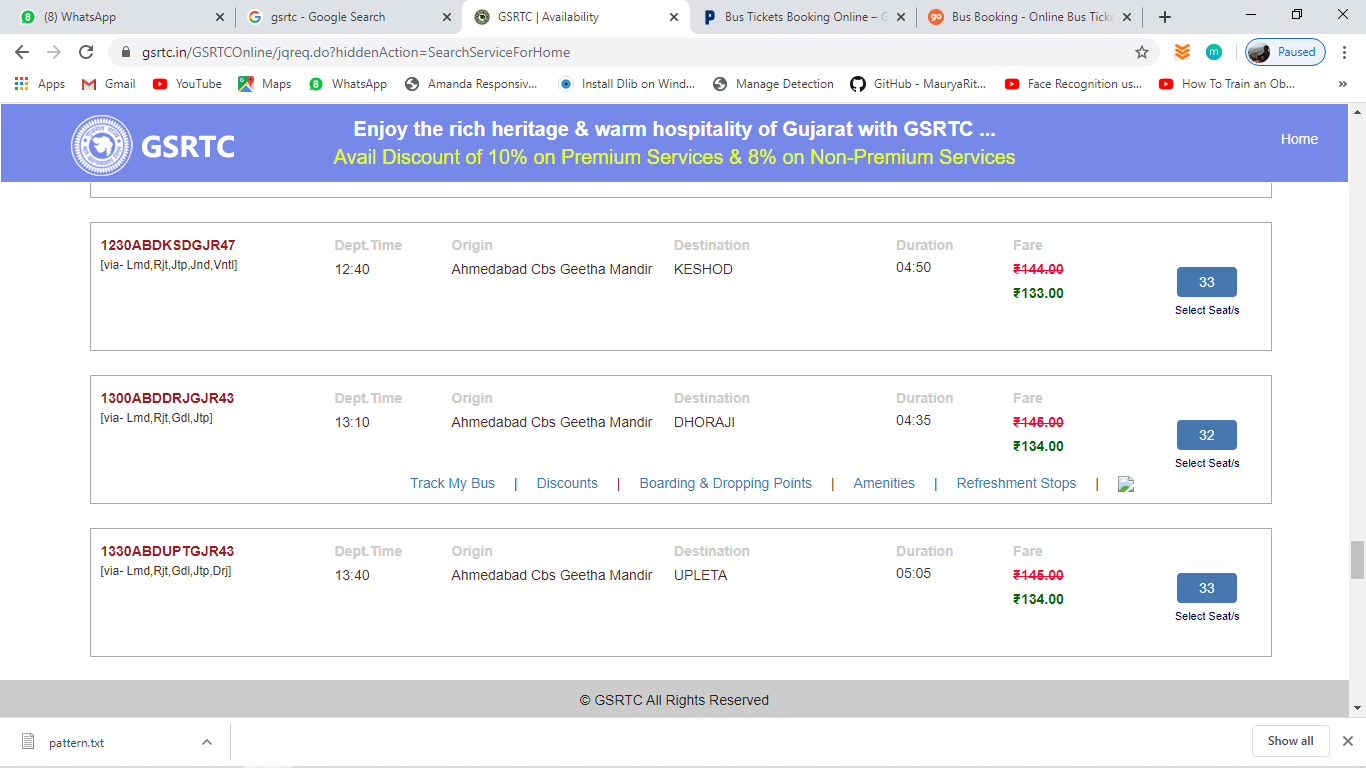 (8) WhatsApp
gsrtc - Google Search
GSRTC | Availability
Bus Tickets Booking Online – G
Bus Booking - Online Bus Ticke
gsrtc.in/GSRTCOnline/jqreq.do?hiddenAction=SearchServiceForHome
Paused
Apps Gmail YouTube Maps WhatsApp Amanda Responsiv... Install Dlib on Wind... Manage Detection GitHub - MauryaRit... Face Recognition us... How To Train an Ob... »
GSRTC
Enjoy the rich heritage & warm hospitality of Gujarat with GSRTC ...
Avail Discount of 10% on Premium Services & 8% on Non-Premium Services
Home
1230ABDKSDGJR47 Dept.Time Origin Destination Duration Fare
[via- Lmd,Rjt,Jtp,Jnd,Vntl] 12:40 Ahmedabad Cbs Geetha Mandir KESHOD 04:50 ₹144.00
₹133.00
33
Select Seat/s
1300ABDDRJGJR43 Dept.Time Origin Destination Duration Fare
[via- Lmd,Rjt,Gdl,Jtp] 13:10 Ahmedabad Cbs Geetha Mandir DHORAJI 04:35 ₹145.00
₹134.00
32
Select Seat/s
Track My Bus | Discounts | Boarding & Dropping Points | Amenities | Refreshment Stops |
1330ABDUPTGJR43 Dept.Time Origin Destination Duration Fare
[via- Lmd,Rjt,Gdl,Jtp,Drj] 13:40 Ahmedabad Cbs Geetha Mandir UPLETA 05:05 ₹145.00
₹134.00
33
Select Seat/s
© GSRTC All Rights Reserved
pattern.txt
Show all